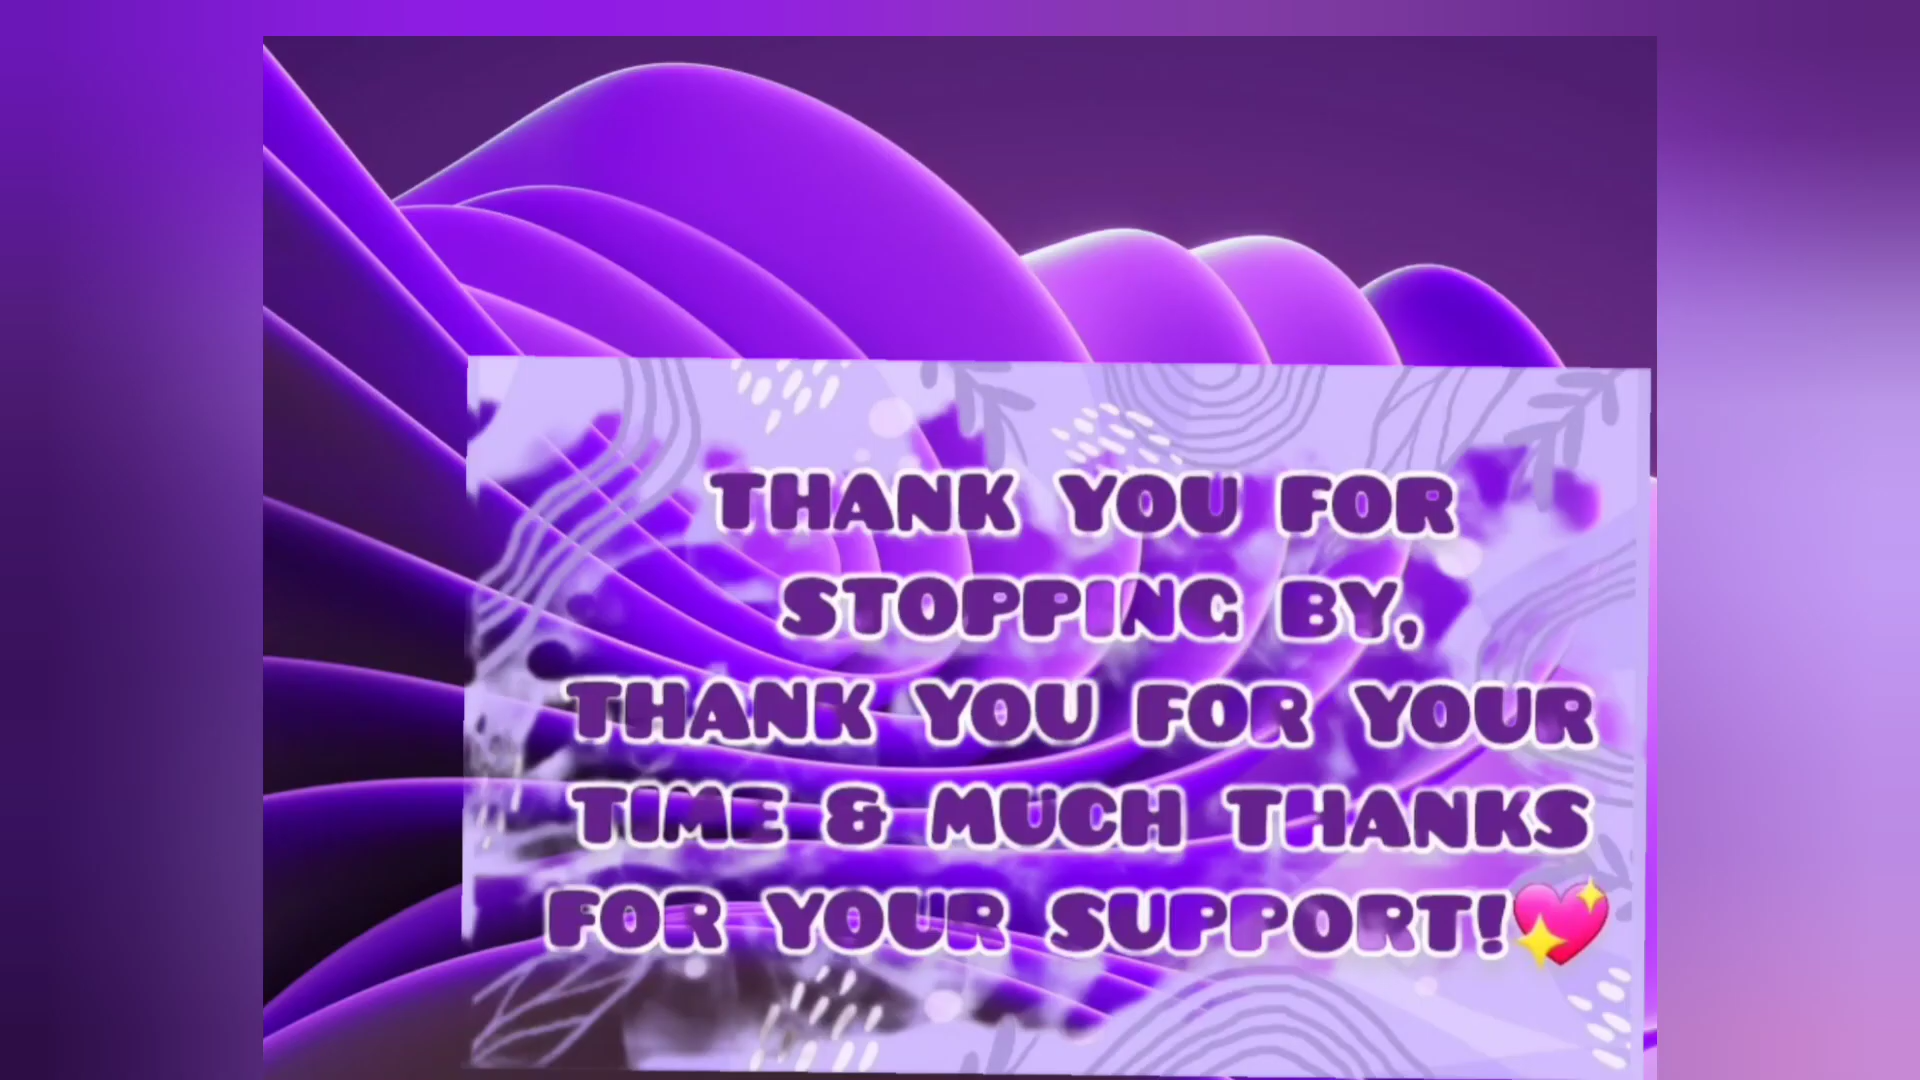 THANK YOU FOR
STOPPING BY,
THANK YOU FOR YOUR
TIME & MUCH THANKS
FOR YOUR SUPPORT!💖